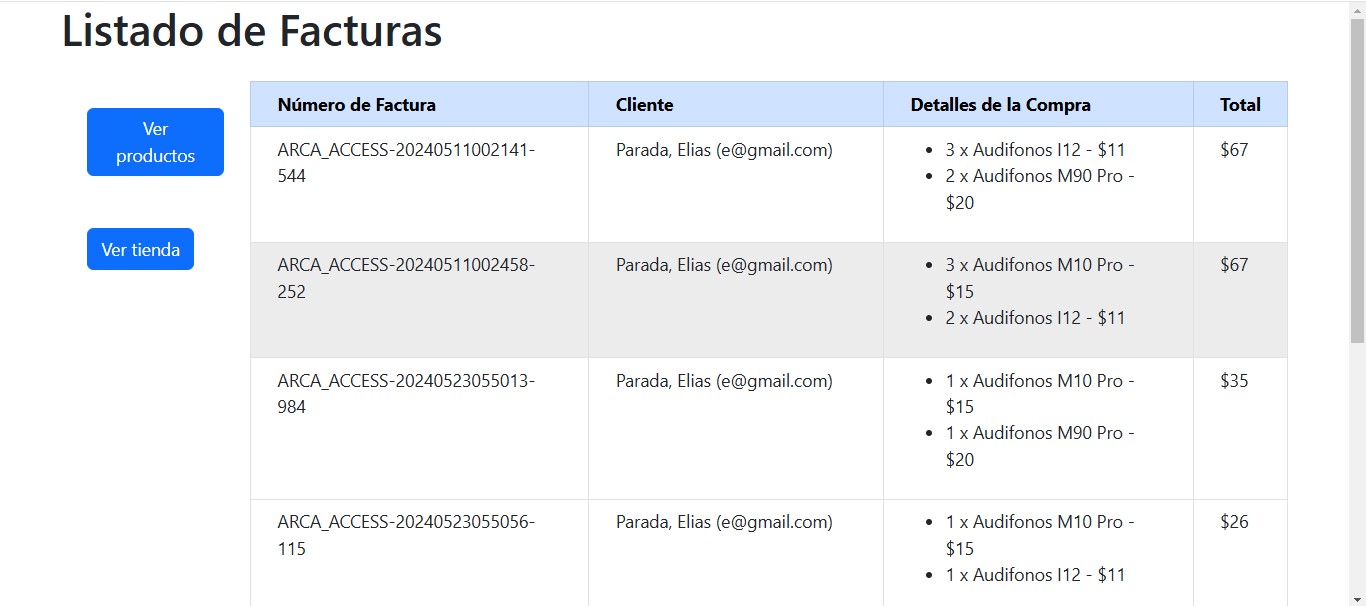 Listado de Facturas
Ver
productos
Ver tienda
Número de Factura Cliente Detalles de la Compra Total
ARCA_ACCESS-20240511002141- Parada, Elias (e@gmail.com) • 3 x Audifonos I12 - $11 $67
544 • 2 x Audifonos M90 Pro -
$20
ARCA_ACCESS-20240511002458- Parada, Elias (e@gmail.com) • 3 x Audifonos M10 Pro - $67
252 $15
• 2 x Audifonos I12 - $11
ARCA_ACCESS-20240523055013- Parada, Elias (e@gmail.com) • 1 x Audifonos M10 Pro - $35
984 $15
• 1 x Audifonos M90 Pro -
$20
ARCA_ACCESS-20240523055056- Parada, Elias (e@gmail.com) • 1 x Audifonos M10 Pro - $26
115 $15
• 1 x Audifonos I12 - $11